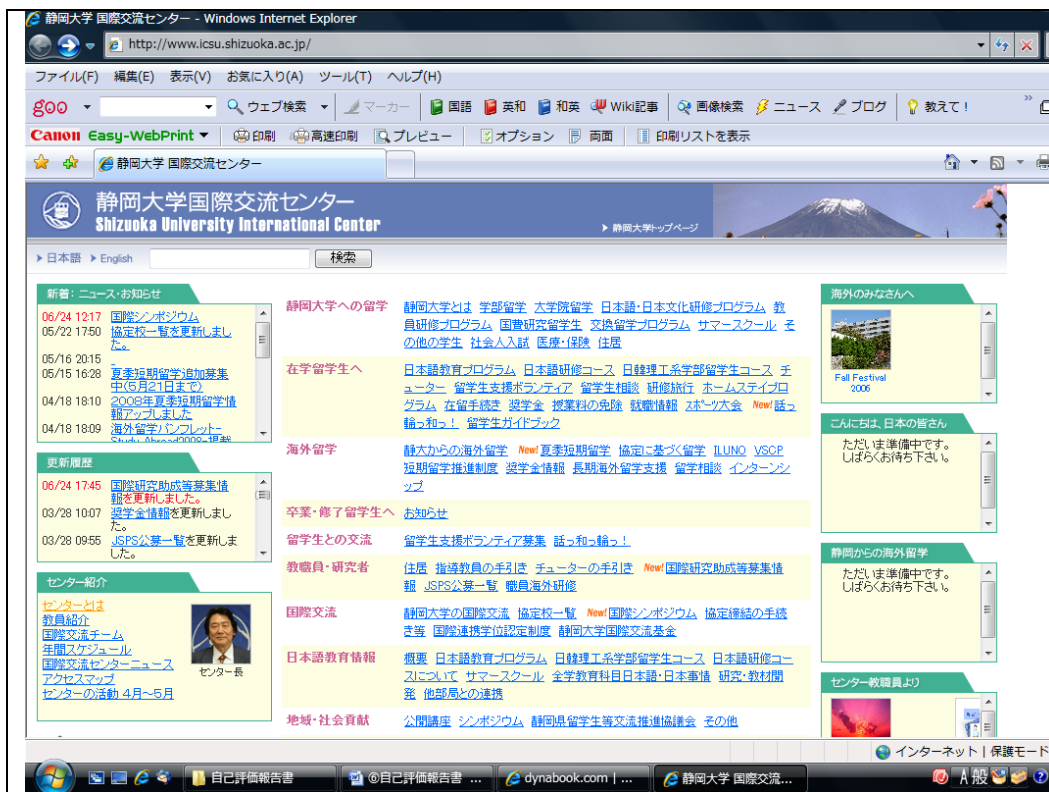 静岡大学 国際交流センター - Windows Internet Explorer
http://www.icsu.shizuoka.ac.jp/
ファイル(F) 編集(E) 表示(V) お気に入り(A) ツール(T) ヘルプ(H)
goo ウェブ検索 マーカー 国語 英和 和英 Wiki記事 画像検索 ニュース ブログ 教えて！ »
Canon Easy-WebPrint 印刷 高速印刷 プレビュー オプション 両面 印刷リストを表示
静岡大学 国際交流センター
静岡大学国際交流センター
Shizuoka University International Center
静岡大学トップページ
日本語 English 検索
新着：ニュース・お知らせ
06/24 12:17 国際シンポジウム
05/22 17:50 協定校一覧を更新しまし
た。
05/16 20:15
05/15 16:28 夏季短期留学追加募集
中(5月21日まで)
04/18 18:10 2008年夏季短期留学情
報アップしました
04/18 18:09 海外留学パンフレット-
Study Abroad2008-掲載
更新履歴
06/24 17:45 国際研究助成等募集情
報を更新しました。
03/28 10:07 奨学金情報を更新しまし
た。
03/28 09:55 JSPS公募一覧を更新しま
した。
センター紹介
センターとは
教員紹介
国際交流チーム
年間スケジュール
国際交流センターニュース
アクセスマップ
センターの活動 4月～5月
センター長
静岡大学への留学 静岡大学とは 学部留学 大学院留学 日本語・日本文化研修プログラム 教
員研修プログラム 国費研究留学生 交換留学プログラム サマースクール そ
の他の学生 社会人入試 医療・保険 住居
在学留学生へ 日本語教育プログラム 日本語研修コース 日韓理工系学部留学生コース チ
ューター 留学生支援ボランティア 留学生相談 研修旅行 ホームステイプロ
グラム 在留手続き 奨学金 授業料の免除 就職情報 スポーツ大会 New!話っ
輪っ和っ！ 留学生ガイドブック
海外留学 静大からの海外留学 New!夏季短期留学 協定に基づく留学 ILUNO VSCP
短期留学推進制度 奨学金情報 長期海外留学支援 留学相談 インターンシ
ップ
卒業・修了留学生へ お知らせ
留学生との交流 留学生支援ボランティア募集 話っ和っ輪っ！
教職員・研究者 住居 指導教員の手引き チューターの手引き New!国際研究助成等募集情
報 JSPS公募一覧 職員海外研修
国際交流 静岡大学の国際交流 協定校一覧 New!国際シンポジウム 協定締結の手続
き等 国際連携学位認定制度 静岡大学国際交流基金
日本語教育情報 概要 日本語教育プログラム 日韓理工系学部留学生コース 日本語研修コー
スについて サマースクール 全学教育科目日本語・日本事情 研究・教材開
発 他部局との連携
地域・社会貢献 公開講座 シンポジウム 静岡県留学生等交流推進協議会 その他
海外のみなさんへ
Fall Festival
2006
こんにちは、日本の皆さん
ただいま準備中です。
しばらくお待ち下さい。
静岡からの海外留学
ただいま準備中です。
しばらくお待ち下さい。
センター教職員より
インターネット | 保護モード
自己評価報告書 ◎自己評価報告書 ... dynabook.com | ... 静岡大学 国際交流... A 般